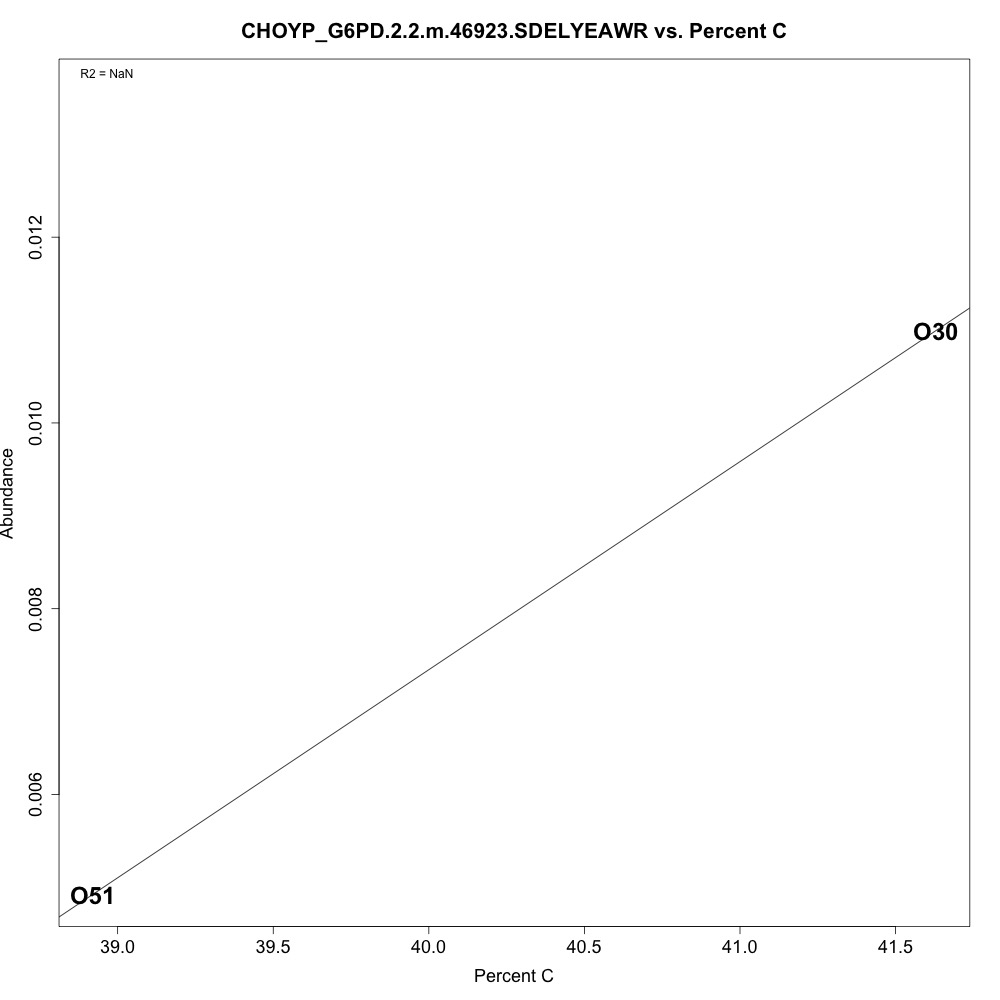 CHOYP_G6PD.2.2.m.46923.SDELYEAWR vs. Percent C
R2 = NaN
0.012
0.010
0.008
0.006
Abundance
O30
O51
39.0 39.5 40.0 40.5 41.0 41.5
Percent C